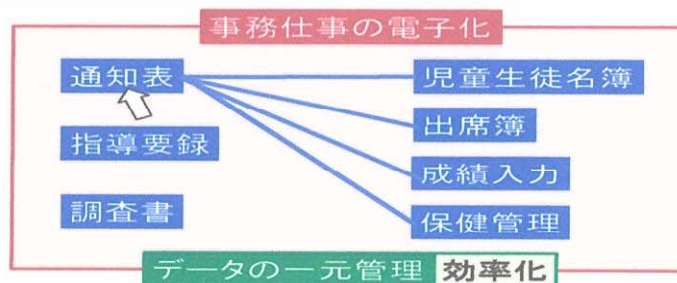 事務仕事の電子化
通知表
児童生徒名簿
出席簿
指導要録
成績入力
調査書
保健管理
データの一元管理 効率化